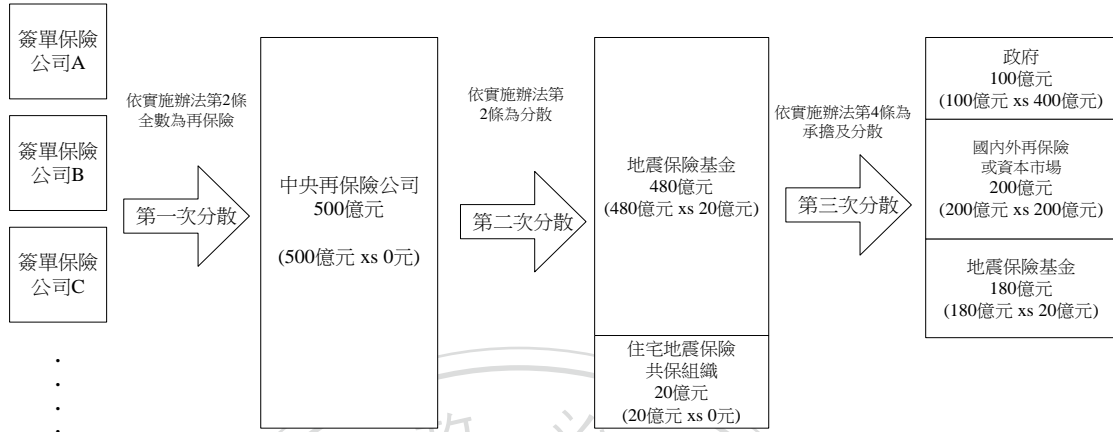 簽單保險
公司A
簽單保險
公司B
簽單保險
公司C
.
.
.
.
依實施辦法第2條
全數為再保險
第一次分散
中央再保險公司
500億元
(500億元 xs 0元)
依實施辦法第
2條為分散
第二次分散
地震保險基金
480億元
(480億元 xs 20億元)
住宅地震保險
共保組織
20億元
(20億元 xs 0元)
依實施辦法第4條為
承擔及分散
第三次分散
政府
100億元
(100億元 xs 400億元)
國內外再保險
或資本市場
200億元
(200億元 xs 200億元)
地震保險基金
180億元
(180億元 xs 20億元)